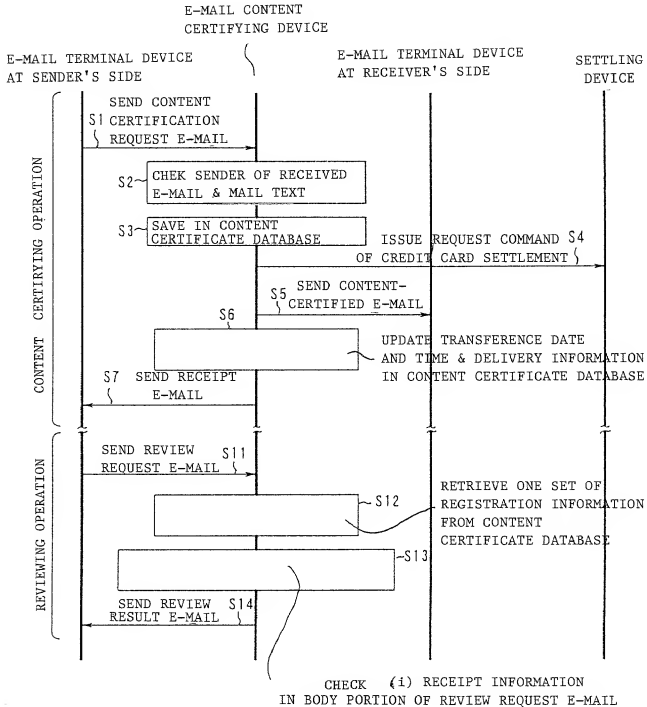 E-MAIL CONTENT
CERTIFYING DEVICE
E-MAIL TERMINAL DEVICE
AT SENDER'S SIDE
E-MAIL TERMINAL DEVICE
AT RECEIVER'S SIDE
SETTLING
DEVICE
CONTENT CERTIRYING OPERATION
SEND CONTENT
S1 CERTIFICATION
REQUEST E-MAIL
S2 CHEK SENDER OF RECEIVED
E-MAIL & MAIL TEXT
S3 SAVE IN CONTENT
CERTIFICATE DATABASE
ISSUE REQUEST COMMAND S4
OF CREDIT CARD SETTLEMENT
S5 SEND CONTENT-
CERTIFIED E-MAIL
S6
UPDATE TRANSFERENCE DATE
AND TIME & DELIVERY INFORMATION
IN CONTENT CERTIFICATE DATABASE
S7 SEND RECEIPT
E-MAIL
REVIEWING OPERATION
SEND REVIEW S11
REQUEST E-MAIL
S12
RETRIEVE ONE SET OF
REGISTRATION INFORMATION
FROM CONTENT
CERTIFICATE DATABASE
S13
SEND REVIEW S14
RESULT E-MAIL
CHECK (i) RECEIPT INFORMATION
IN BODY PORTION OF REVIEW REQUEST E-MAIL